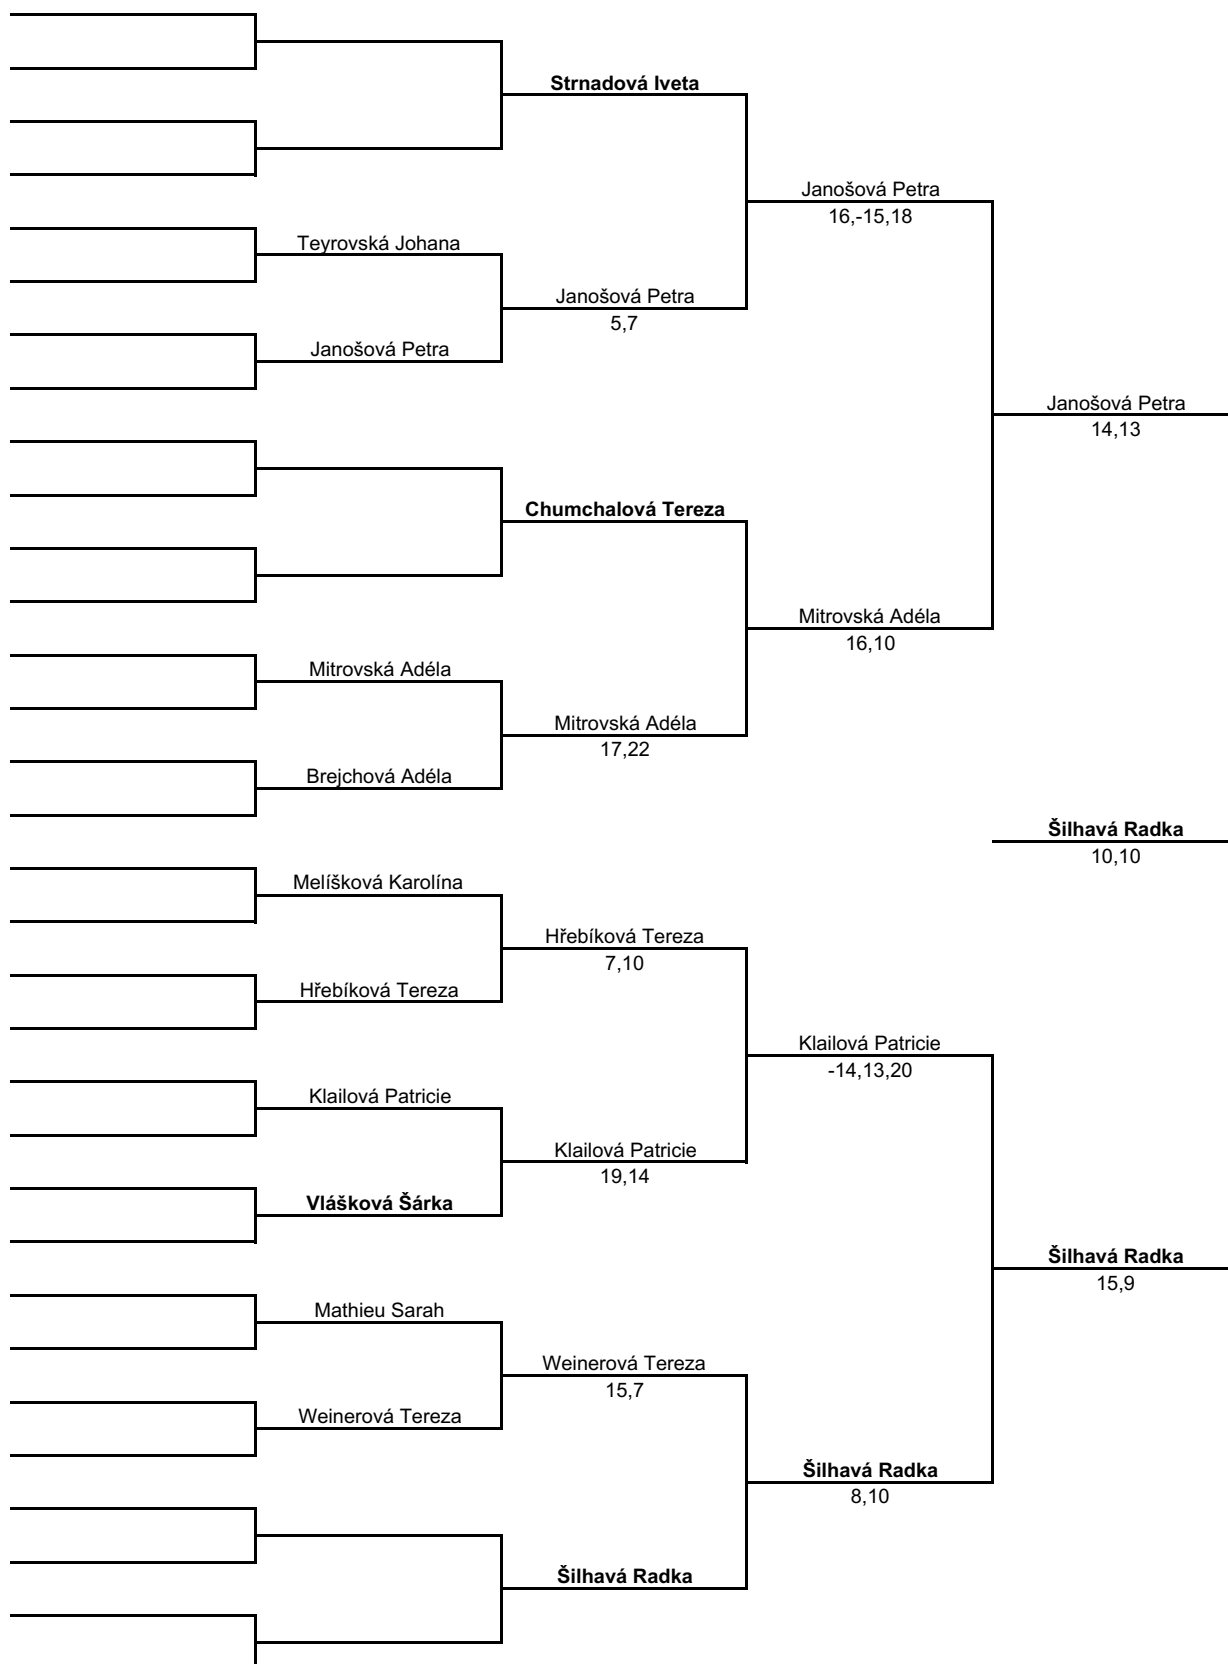 Strnadová Iveta
Janošová Petra
16,-15,18
Teyrovská Johana
Janošová Petra
5,7
Janošová Petra
Janošová Petra
14,13
Chumchalová Tereza
Mitrovská Adéla
16,10
Mitrovská Adéla
Mitrovská Adéla
17,22
Brejchová Adéla
Šilhavá Radka
10,10
Melíšková Karolína
Hřebíková Tereza
7,10
Hřebíková Tereza
Klailová Patricie
-14,13,20
Klailová Patricie
Klailová Patricie
19,14
Vlášková Šárka
Šilhavá Radka
15,9
Mathieu Sarah
Weinerová Tereza
15,7
Weinerová Tereza
Šilhavá Radka
8,10
Šilhavá Radka